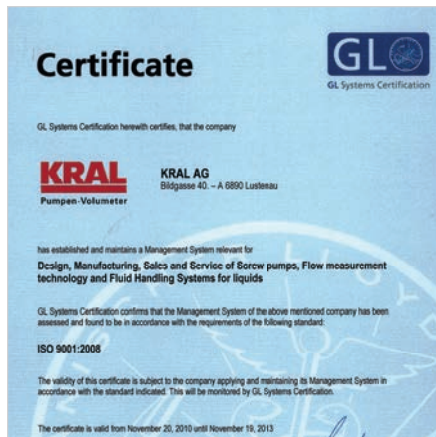 Certificate
GL
GL Systems Certification
GL Systems Certification herewith certifies, that the company
KRAL
Pumpen-Volumeter
KRAL AG
Bildgasse 40. – A 6890 Lustenau
has established and maintains a Management System relevant for
Design, Manufacturing, Sales and Service of Screw pumps, Flow measurement
technology and Fluid Handling Systems for liquids
GL Systems Certification confirms that the Management System of the above mentioned company has been
assessed and found to be in accordance with the requirements of the following standard:
ISO 9001:2008
The validity of this certificate is subject to the company applying and maintaining its Management System in
accordance with the standard indicated. This will be monitored by GL Systems Certification.
The certificate is valid from November 20, 2010 until November 19, 2013